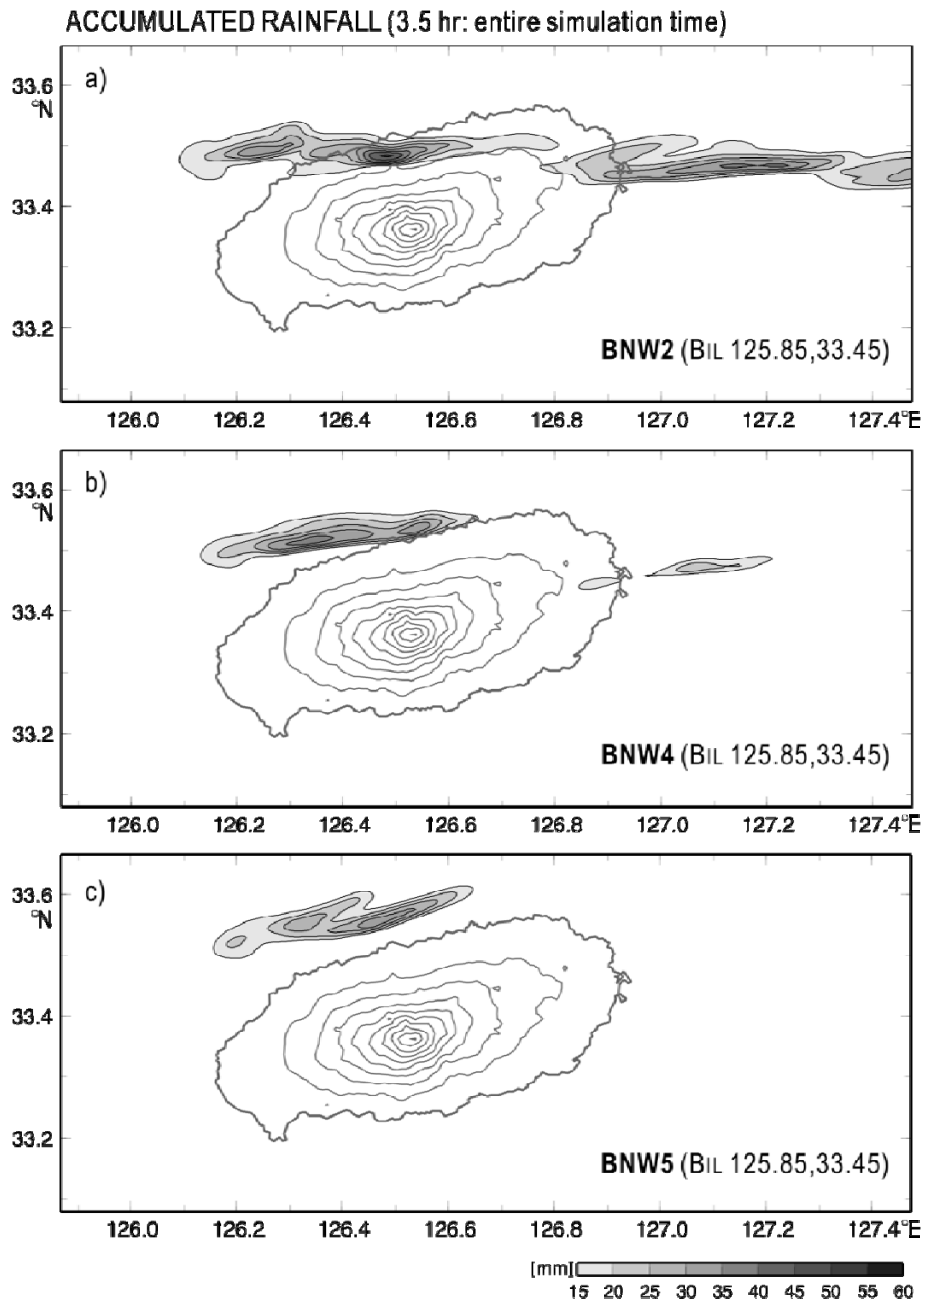 ACCUMULATED RAINFALL (3.5 hr: entire simulation time)
a)
33.6
°N
33.4
33.2
BNW2 (BIL 125.85,33.45)
126.0 126.2 126.4 126.6 126.8 127.0 127.2 127.4°E
b)
33.6
°N
33.4
33.2
BNW4 (BIL 125.85,33.45)
126.0 126.2 126.4 126.6 126.8 127.0 127.2 127.4°E
c)
33.6
°N
33.4
33.2
BNW5 (BIL 125.85,33.45)
126.0 126.2 126.4 126.6 126.8 127.0 127.2 127.4°E
[mm]
15 20 25 30 35 40 45 50 55 60